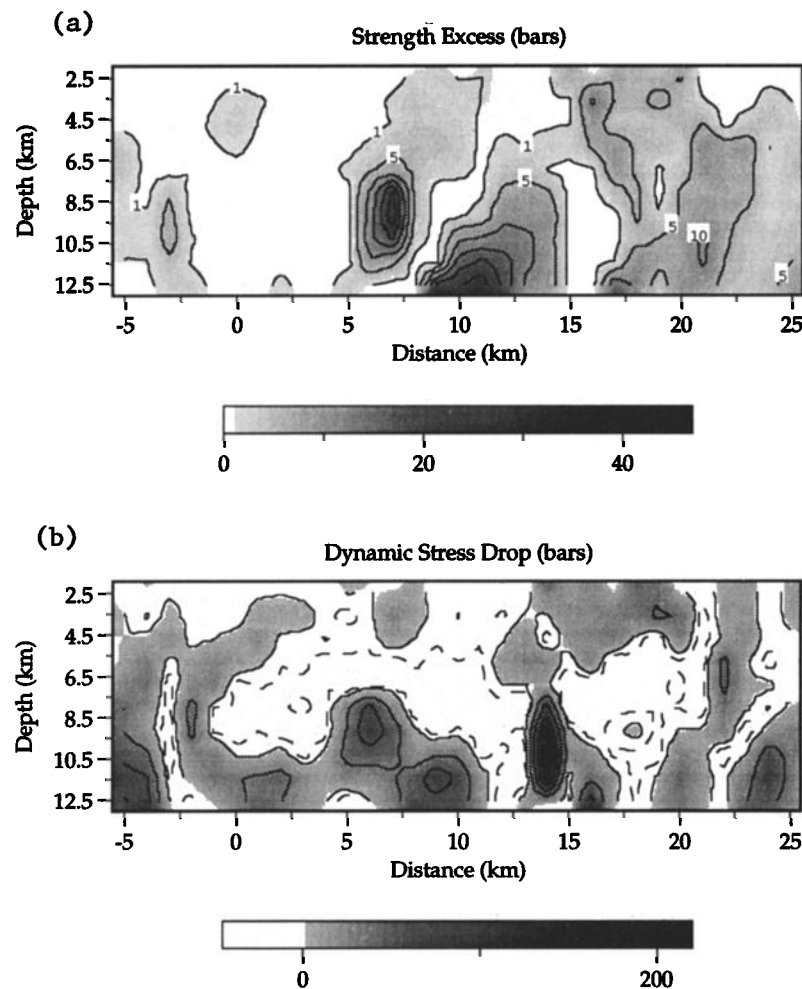 (a)
Strength Excess (bars)
Depth (km)
2.5
4.5
6.5
8.5
10.5
12.5
1
1
5
1
1
5
5
10
5
-5 0 5 10 15 20 25
Distance (km)
0 20 40
(b)
Dynamic Stress Drop (bars)
Depth (km)
2.5
4.5
6.5
8.5
10.5
12.5
-5 0 5 10 15 20 25
Distance (km)
0 200